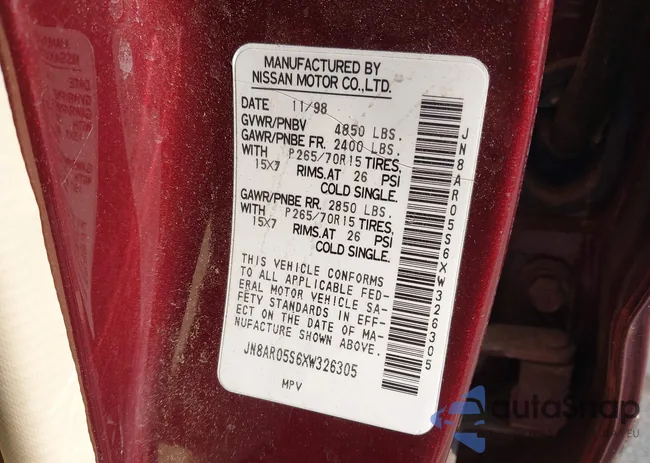 MANUFACTURED BY
NISSAN MOTOR CO.,LTD.
DATE 11/98
GVWR/PNBV 4850 LBS.
GAWR/PNBE FR. 2400 LBS.
WITH P265/70R15 TIRES,
15X7 RIMS.AT 26 PSI
COLD SINGLE.
GAWR/PNBE RR. 2850 LBS.
WITH P265/70R15 TIRES,
15X7 RIMS.AT 26 PSI
COLD SINGLE.
THIS VEHICLE CONFORMS
TO ALL APPLICABLE FED-
ERAL MOTOR VEHICLE SA-
FETY STANDARDS IN EFF-
ECT ON THE DATE OF MA-
NUFACTURE SHOWN ABOVE.
JN8AR05S6XW326305
MPV
JN8AR05S6XW326305
autoSnap